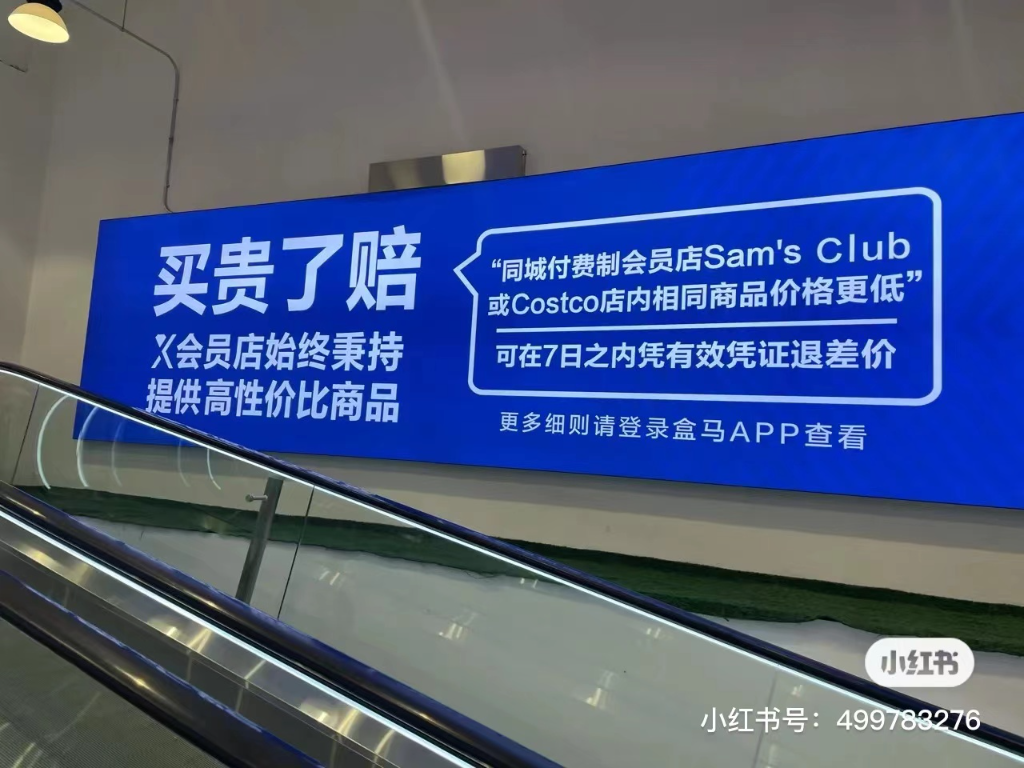 买贵了赔
X会员店始终秉持
提供高性价比商品
“同城付费制会员店Sam's Club
或Costco店内相同商品价格更低”
可在7日之内凭有效凭证退差价
更多细则请登录盒马APP查看
小红书
小红书号：499783276